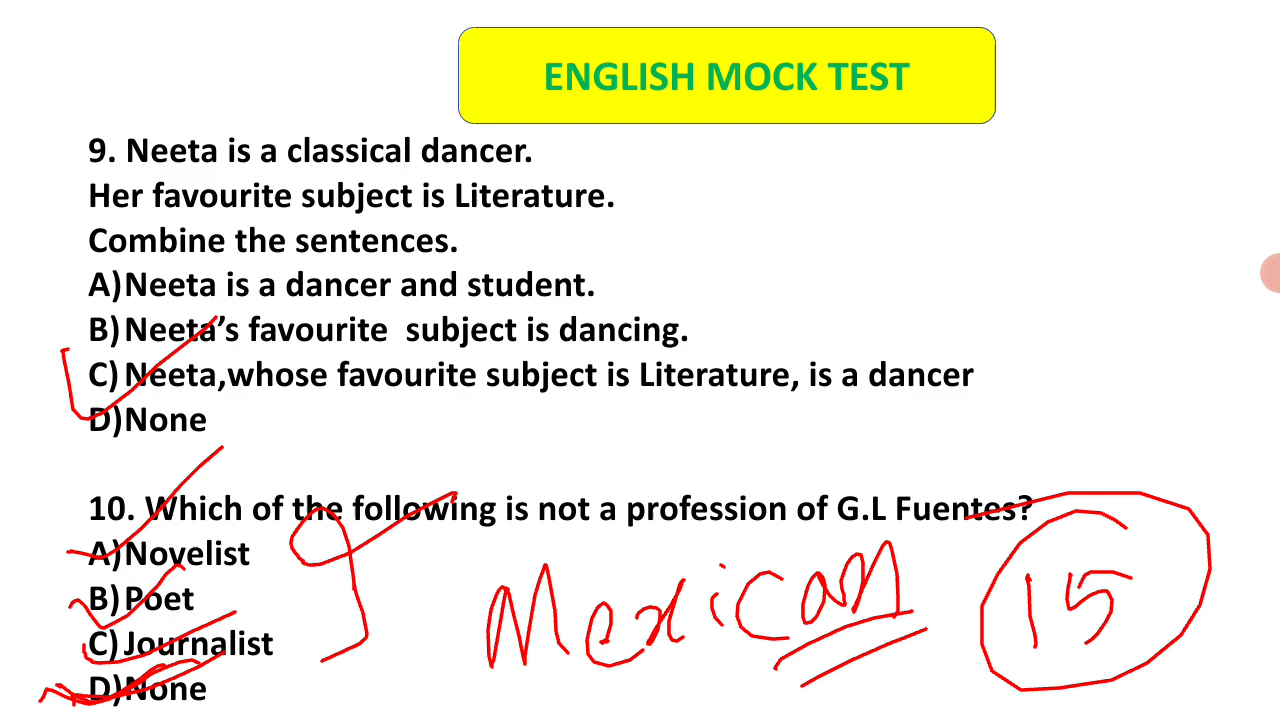 ENGLISH MOCK TEST
9. Neeta is a classical dancer.
Her favourite subject is Literature.
Combine the sentences.
A)Neeta is a dancer and student.
B)Neeta's favourite subject is dancing.
C)Neeta,whose favourite subject is Literature, is a dancer
D)None
10. Which of the following is not a profession of G.L Fuentes?
A)Novelist
B)Poet
C)Journalist
D)None
Mexican
15